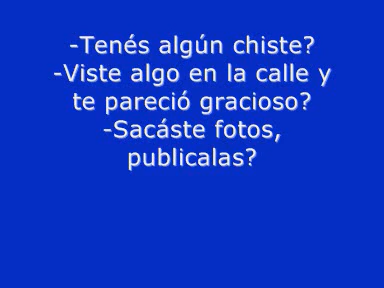 -Tenés algún chiste?
-Viste algo en la calle y
te pareció gracioso?
-Sacáste fotos,
publicalas?